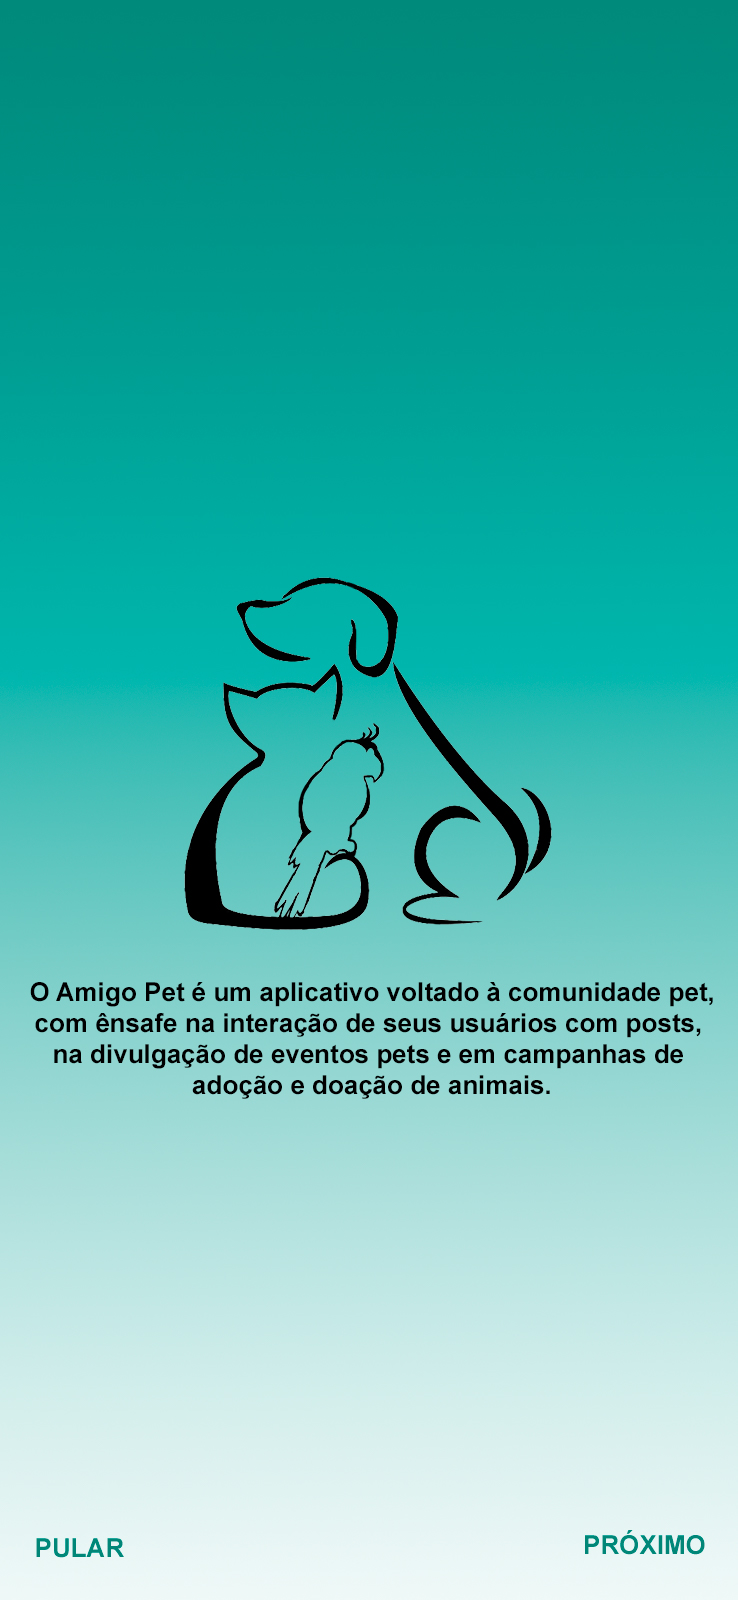 O Amigo Pet é um aplicativo voltado à comunidade pet,
com ênsafe na interação de seus usuários com posts,
na divulgação de eventos pets e em campanhas de
adoção e doação de animais.
PULAR
PRÓXIMO